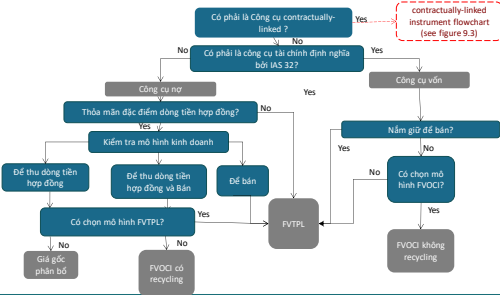 Có phải là Công cụ contractually-
linked ?
Yes
contractually-linked
instrument flowchart
(see figure 9.3)
No
Có phải là công cụ tài chính định nghĩa
bởi IAS 32?
Yes
Công cụ nợ
Công cụ vốn
Thỏa mãn đặc điểm dòng tiền hợp đồng?
No
Yes
Yes
Kiểm tra mô hình kinh doanh
Nắm giữ để bán?
Yes
No
Để thu dòng tiền
hợp đồng
Để thu dòng tiền
hợp đồng và Bán
Để bán
No
Có chọn mô
hình FVOCI?
Có chọn mô hình FVTPL?
Yes
FVTPL
Yes
No
No
Giá gốc
phân bổ
FVOCI có
recycling
FVOCI không
recycling